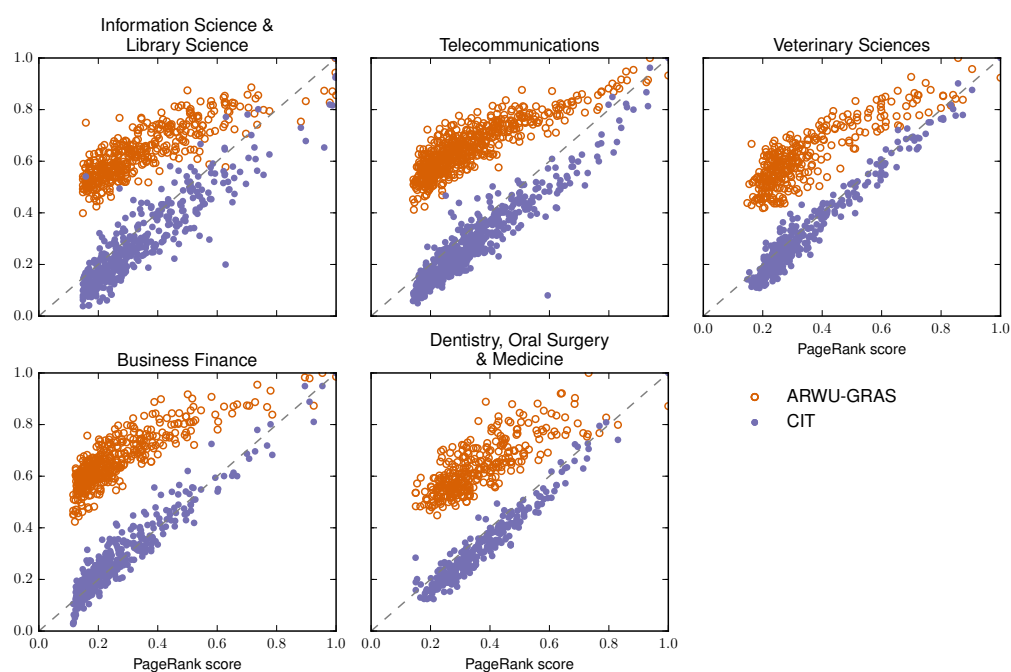 Information Science &
Library Science
Telecommunications
Veterinary Sciences
1.0
0.8
0.6
0.4
0.2
0.0
0.0 0.2 0.4 0.6 0.8 1.0
PageRank score
Business Finance
Dentistry, Oral Surgery
& Medicine
1.0
0.8
0.6
0.4
0.2
0.0
0.0 0.2 0.4 0.6 0.8 1.0
PageRank score
0.0 0.2 0.4 0.6 0.8 1.0
PageRank score
ARWU-GRAS
CIT